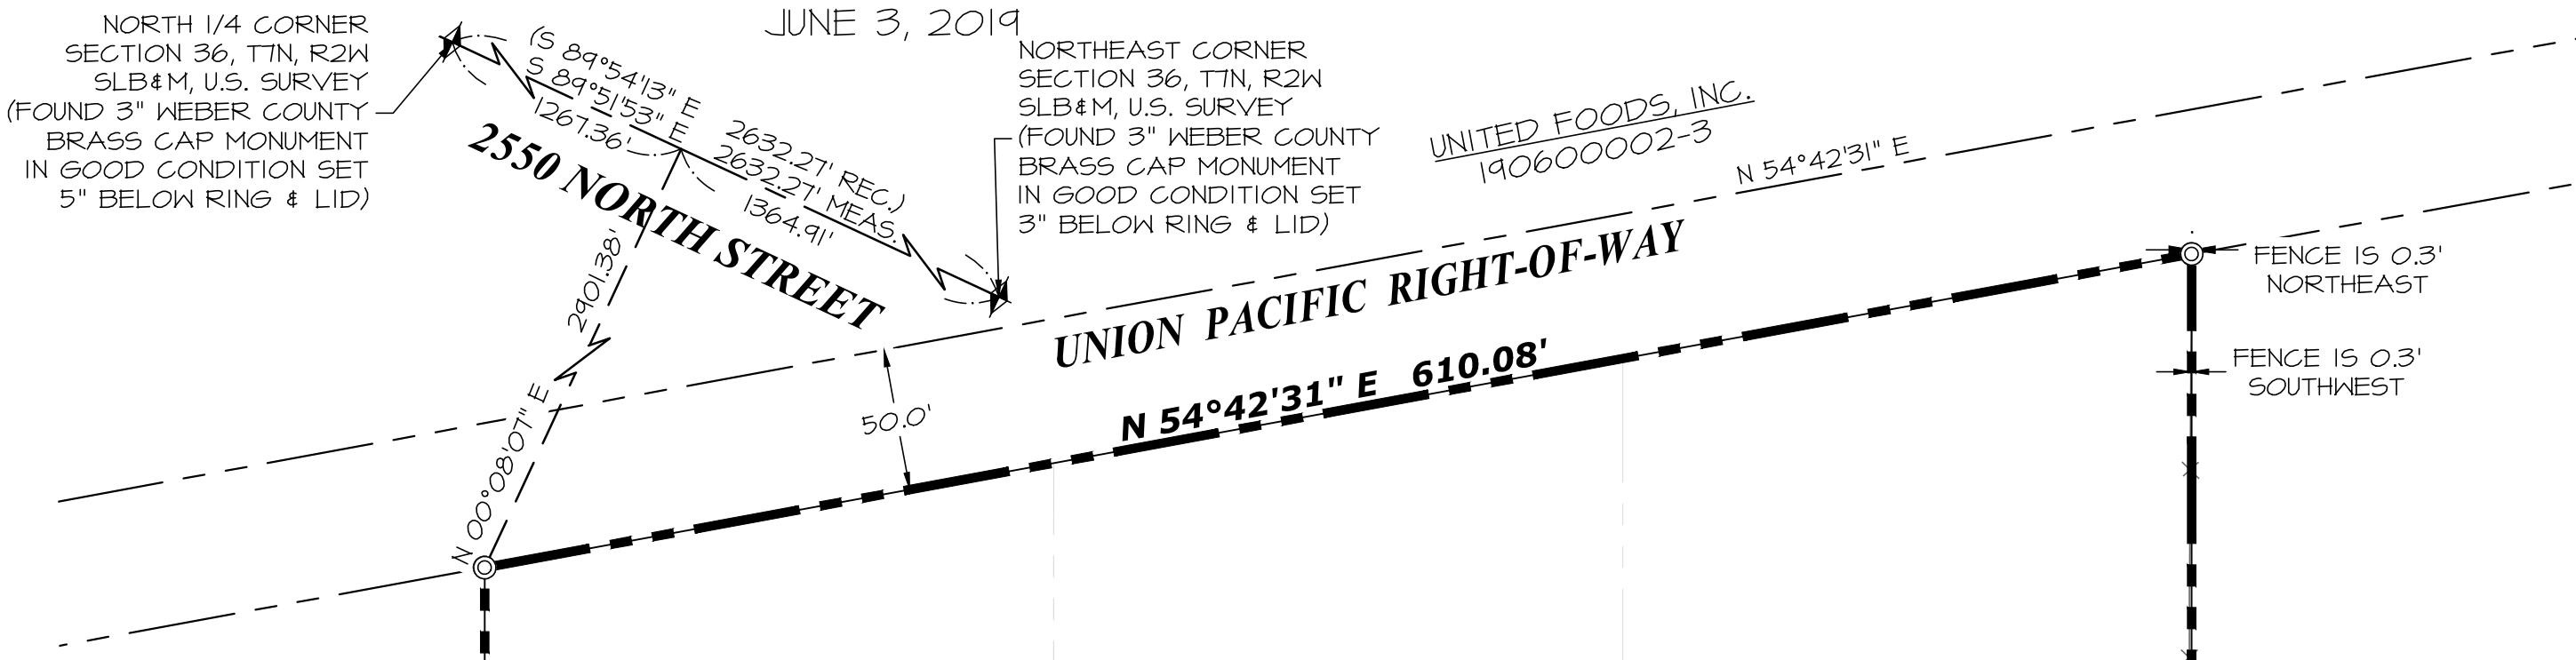 JUNE 3, 2019
NORTH 1/4 CORNER
SECTION 36, T7N, R2W
SLB&M, U.S. SURVEY
(FOUND 3" WEBER COUNTY
BRASS CAP MONUMENT
IN GOOD CONDITION SET
5" BELOW RING & LID)
(S 89°54'13" E 2632.27' REC.)
S 89°51'53" E 2632.27' MEAS.
1267.36'
1364.91'
2550 NORTH STREET
NORTHEAST CORNER
SECTION 36, T7N, R2W
SLB&M, U.S. SURVEY
(FOUND 3" WEBER COUNTY
BRASS CAP MONUMENT
IN GOOD CONDITION SET
3" BELOW RING & LID)
UNITED FOODS, INC.
190600002-3
N 54°42'31" E
UNION PACIFIC RIGHT-OF-WAY
N 00°08'07" E 2901.38'
50.0'
N 54°42'31" E 610.08'
FENCE IS 0.3'
NORTHEAST
FENCE IS 0.3'
SOUTHWEST